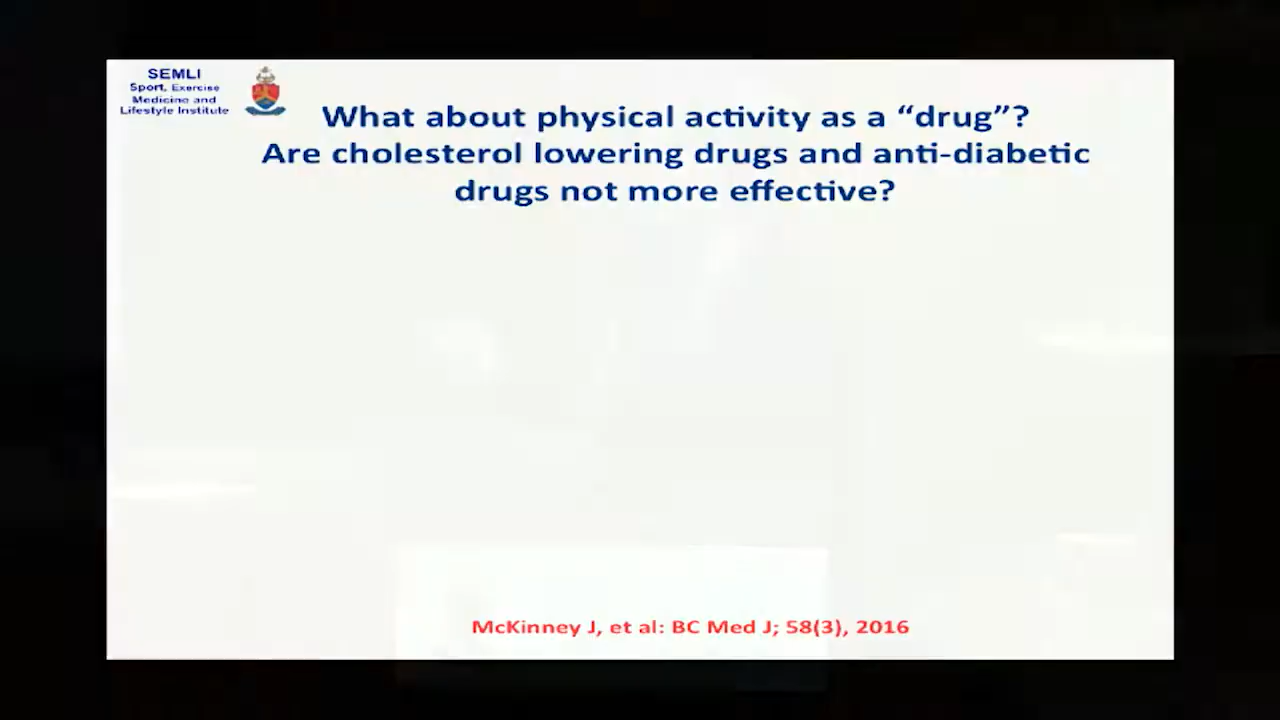 SEMLI
Sport, Exercise
Medicine and
Lifestyle Institute
What about physical activity as a “drug”?
Are cholesterol lowering drugs and anti-diabetic
drugs not more effective?
McKinney J, et al: BC Med J; 58(3), 2016